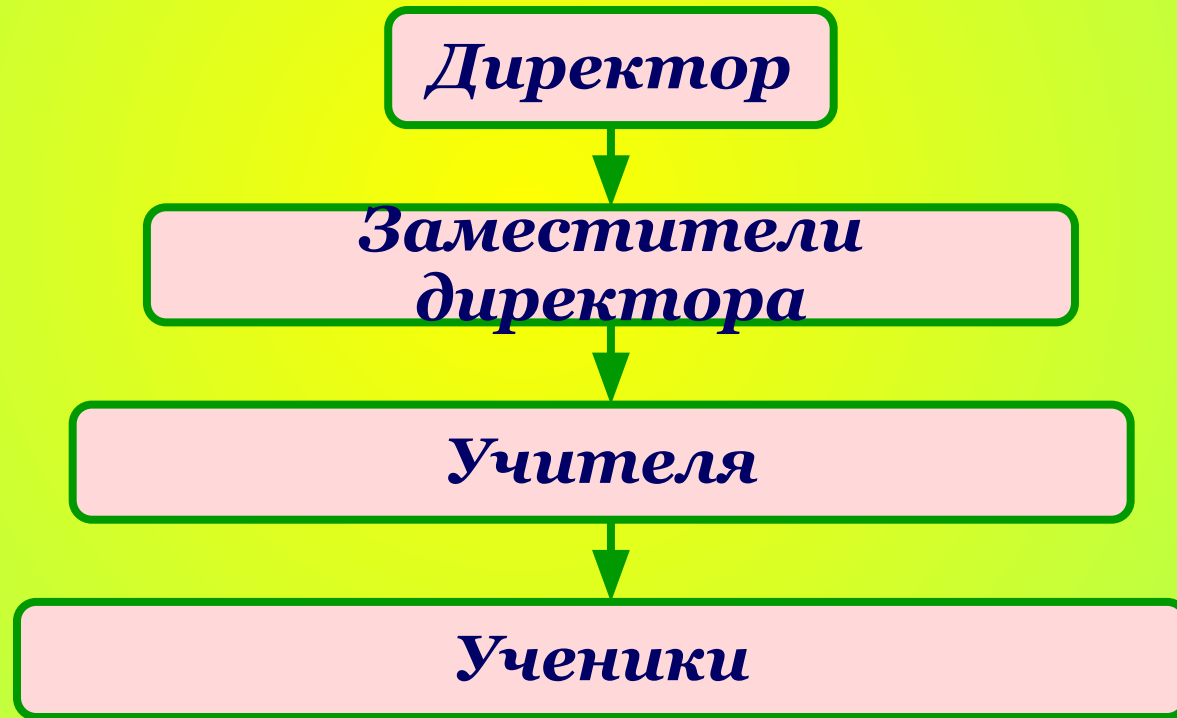 Директор
Заместители
директора
Учителя
Ученики